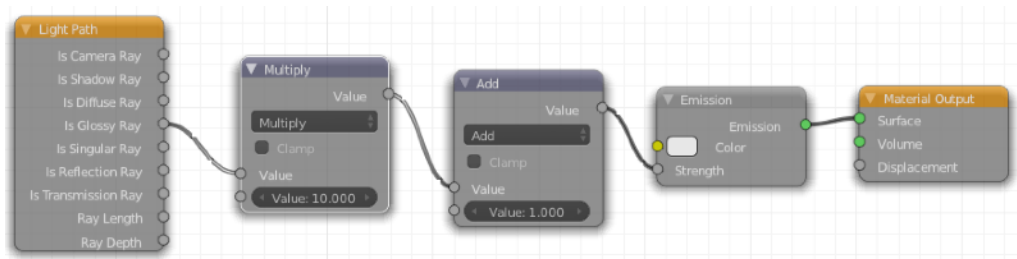 Light Path
Is Camera Ray
Is Shadow Ray
Is Diffuse Ray
Is Glossy Ray
Is Singular Ray
Is Reflection Ray
Is Transmission Ray
Ray Length
Ray Depth
Multiply
Value
Multiply
Clamp
Value
Value: 10.000
Add
Value
Add
Clamp
Value
Value: 1.000
Emission
Emission
Color
Strength
Material Output
Surface
Volume
Displacement